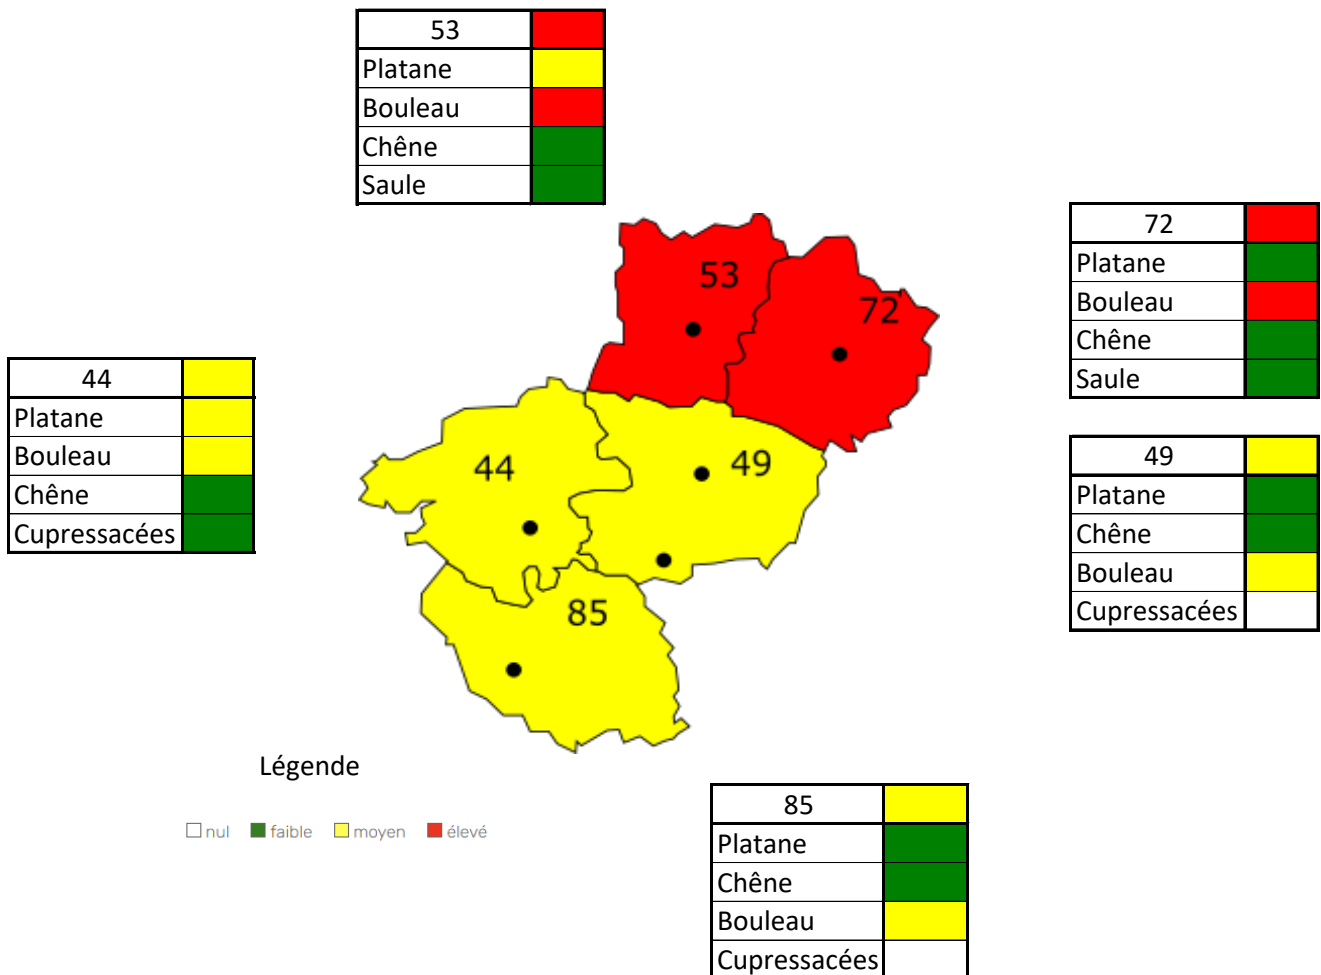 53
Platane
Bouleau
Chêne
Saule
72
Platane
Bouleau
Chêne
Saule
53
72
44
Platane
Bouleau
Chêne
Cupressacées
44
49
85
49
Platane
Chêne
Bouleau
Cupressacées
Légende
nul faible moyen élevé
85
Platane
Chêne
Bouleau
Cupressacées